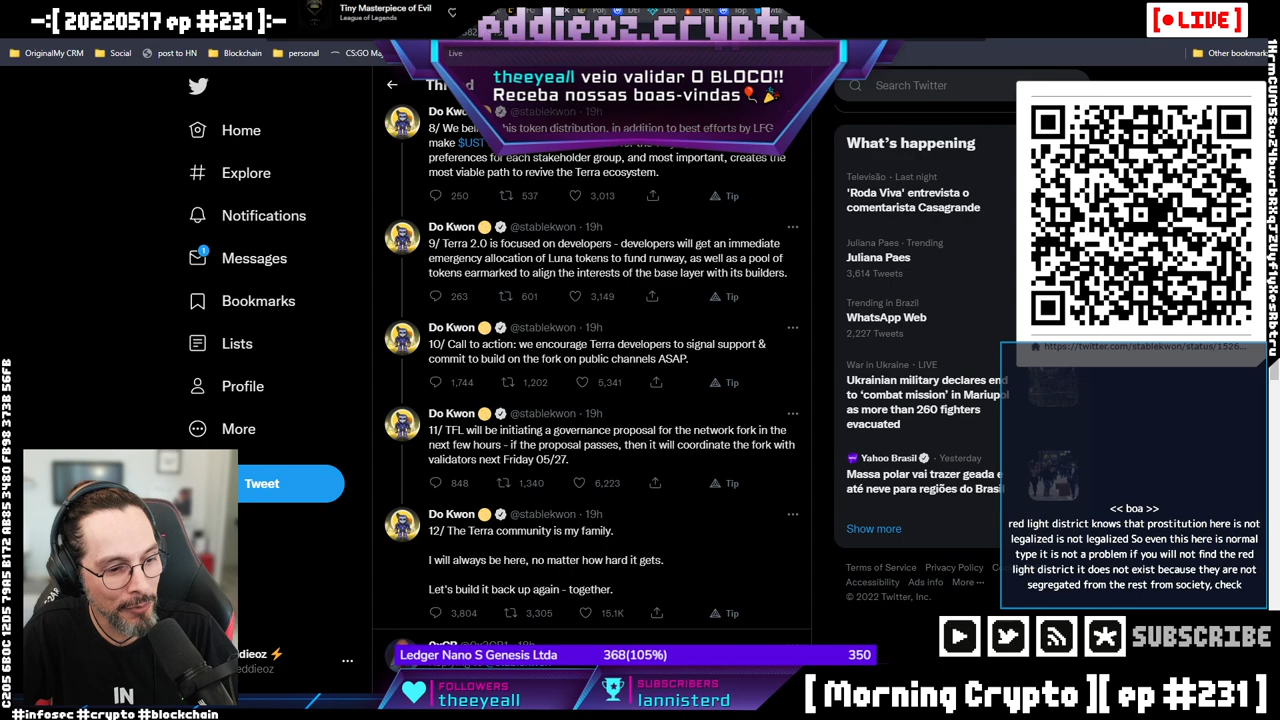 -:[ 20220517 ep #231 ]:-
Tiny Masterpiece of Evil
League of Legends
eddieoz.crypto
[● LIVE]
OriginalMy CRM
Social
post to HN
Blockchain
personal
Live
Other bookmark
theeyeall veio validar O BLOCO!!
Receba nossas boas-vindas
Home
Explore
Notifications
1
Messages
Bookmarks
Lists
Profile
More
Tweet
@stablekwon · 19h
make $UST
preferences for each stakeholder group, and most important, creates the
most viable path to revive the Terra ecosystem.
250 537 3,013 Tip
Do Kwon @stablekwon · 19h
9/ Terra 2.0 is focused on developers - developers will get an immediate
emergency allocation of Luna tokens to fund runway, as well as a pool of
tokens earmarked to align the interests of the base layer with its builders.
263 601 3,149 Tip
Do Kwon @stablekwon · 19h
10/ Call to action: we encourage Terra developers to signal support &
commit to build on the fork on public channels ASAP.
1,744 1,202 5,341 Tip
Do Kwon @stablekwon · 19h
11/ TFL will be initiating a governance proposal for the network fork in the
next few hours - if the proposal passes, then it will coordinate the fork with
validators next Friday 05/27.
848 1,340 6,223 Tip
Do Kwon @stablekwon · 19h
12/ The Terra community is my family.
I will always be here, no matter how hard it gets.
Let's build it back up again - together.
3,804 3,305 15.1K Tip
Search Twitter
What's happening
Televisão · Last night
'Roda Viva' entrevista o
comentarista Casagrande
Juliana Paes · Trending
Juliana Paes
3,614 Tweets
Trending in Brazil
WhatsApp Web
2,227 Tweets
War in Ukraine · LIVE
Ukrainian military declares end
to 'combat mission' in Mariupol
as more than 260 fighters
evacuated
Yahoo Brasil · Yesterday
Massa polar vai trazer geada e
até neve para regiões do Brasil
Show more
Terms of Service Privacy Policy
Accessibility Ads info More
© 2022 Twitter, Inc.
https://twitter.com/stablekwon/status/1526...
<< boa >>
red light district knows that prostitution here is not
legalized is not legalized So even this here is normal
type it is not a problem if you will not find the red
light district it does not exist because they are not
segregated from the rest from society, check
SUBSCRIBE
Ledger Nano S Genesis Ltda 368(105%) 350
FOLLOWERS
theeyeall
SUBSCRIBERS
lannisterd
[ Morning Crypto ][ ep #231 ]
ddieoz
eddieoz
IN
#infosec #crypto #blockchain